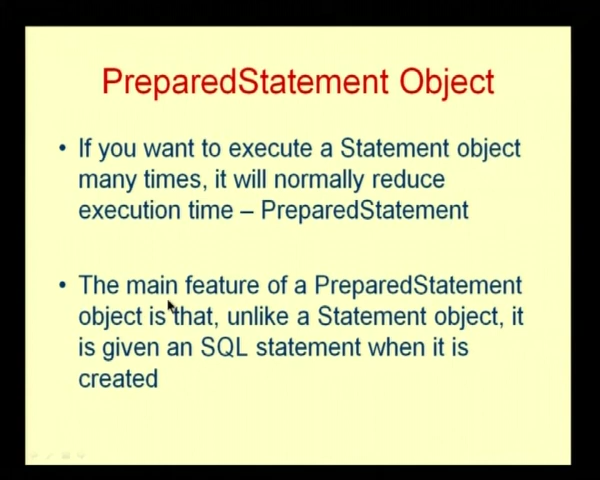 PreparedStatement Object
• If you want to execute a Statement object
many times, it will normally reduce
execution time – PreparedStatement
• The main feature of a PreparedStatement
object is that, unlike a Statement object, it
is given an SQL statement when it is
created